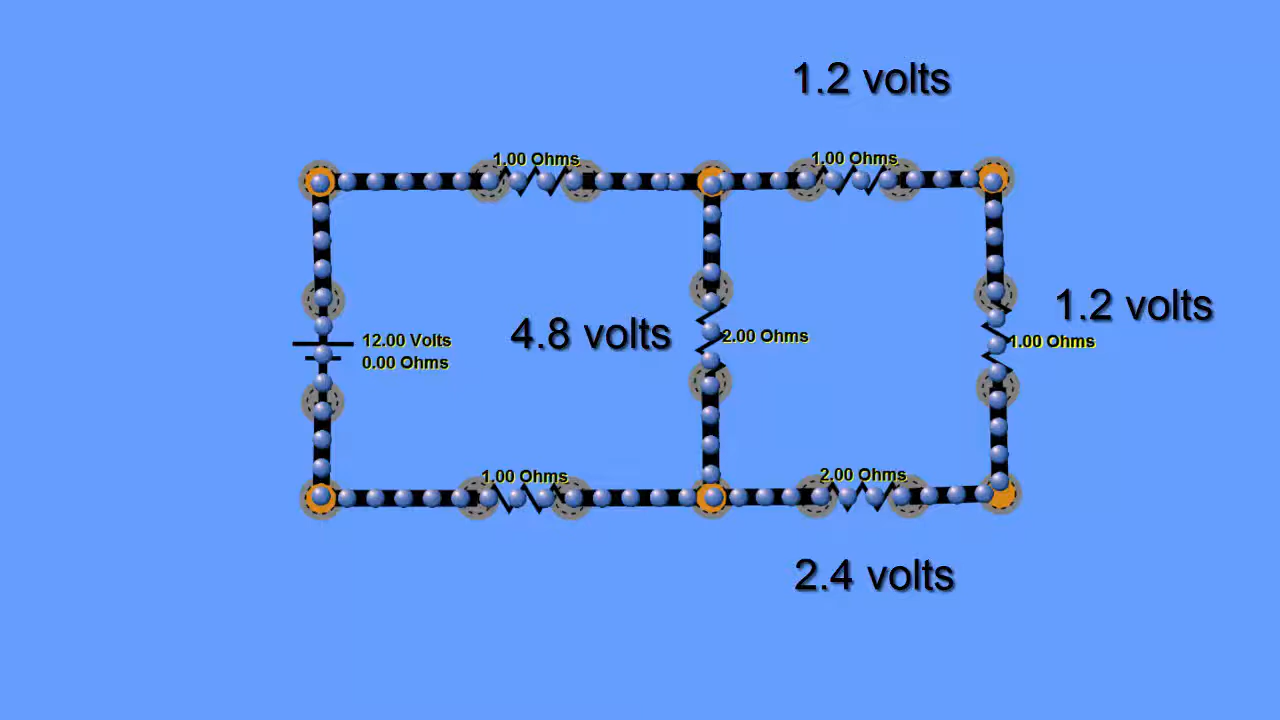 1.2 volts
1.00 Ohms
1.00 Ohms
1.2 volts
4.8 volts
2.00 Ohms
1.00 Ohms
12.00 Volts
0.00 Ohms
1.00 Ohms
2.00 Ohms
2.4 volts